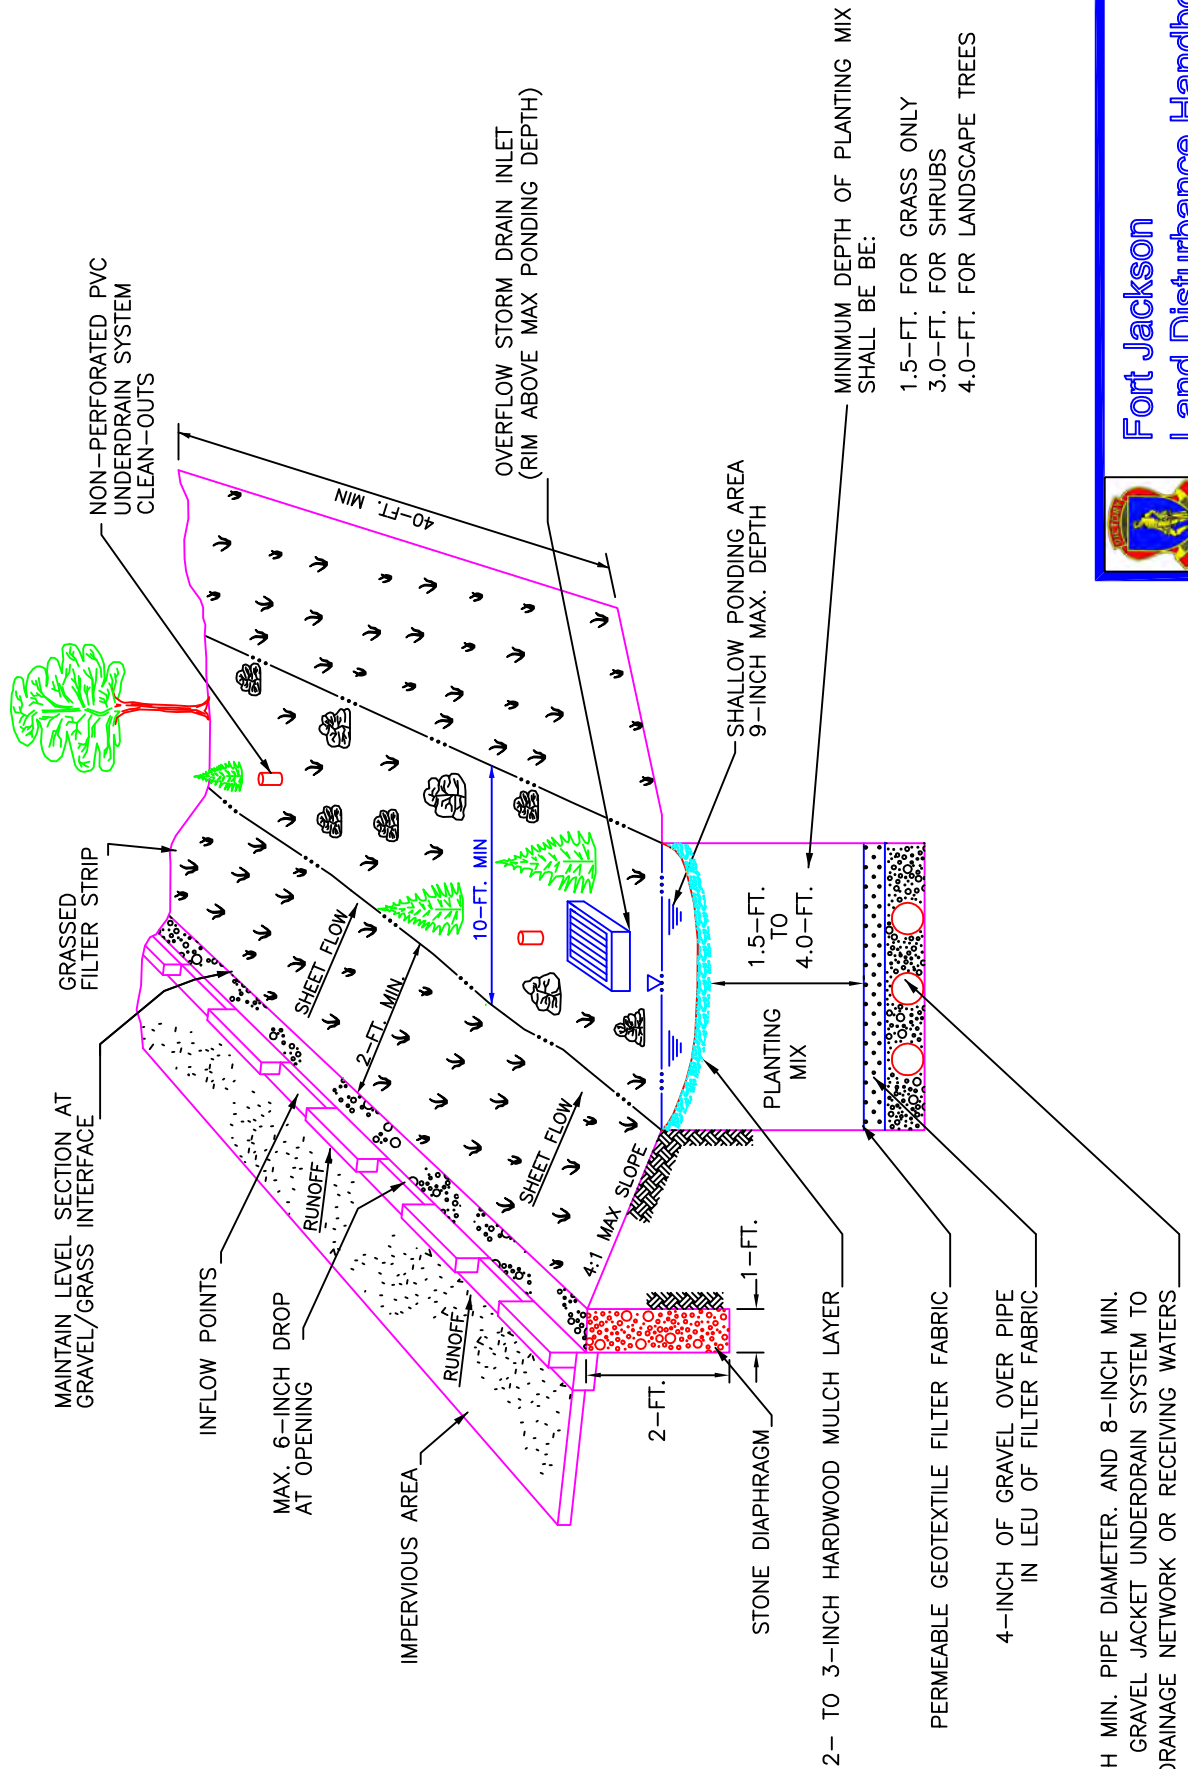 MAINTAIN LEVEL SECTION AT
GRAVEL/GRASS INTERFACE
GRASSED
FILTER STRIP
NON-PERFORATED PVC
UNDERDRAIN SYSTEM
CLEAN-OUTS
INFLOW POINTS
MAX. 6-INCH DROP
AT OPENING
IMPERVIOUS AREA
RUNOFF
RUNOFF
SHEET FLOW
SHEET FLOW
2-FT. MIN.
10-FT. MIN
40-FT. MIN
OVERFLOW STORM DRAIN INLET
(RIM ABOVE MAX PONDING DEPTH)
4:1 MAX SLOPE
2-FT.
1-FT.
STONE DIAPHRAGM
SHALLOW PONDING AREA
9-INCH MAX. DEPTH
PLANTING
MIX
1.5-FT.
TO
4.0-FT.
MINIMUM DEPTH OF PLANTING MIX
SHALL BE BE:
1.5-FT. FOR GRASS ONLY
3.0-FT. FOR SHRUBS
4.0-FT. FOR LANDSCAPE TREES
2- TO 3-INCH HARDWOOD MULCH LAYER
PERMEABLE GEOTEXTILE FILTER FABRIC
4-INCH OF GRAVEL OVER PIPE
IN LEU OF FILTER FABRIC
H MIN. PIPE DIAMETER. AND 8-INCH MIN.
GRAVEL JACKET UNDERDRAIN SYSTEM TO
DRAINAGE NETWORK OR RECEIVING WATERS
Fort Jackson
Land Disturbance Handbo